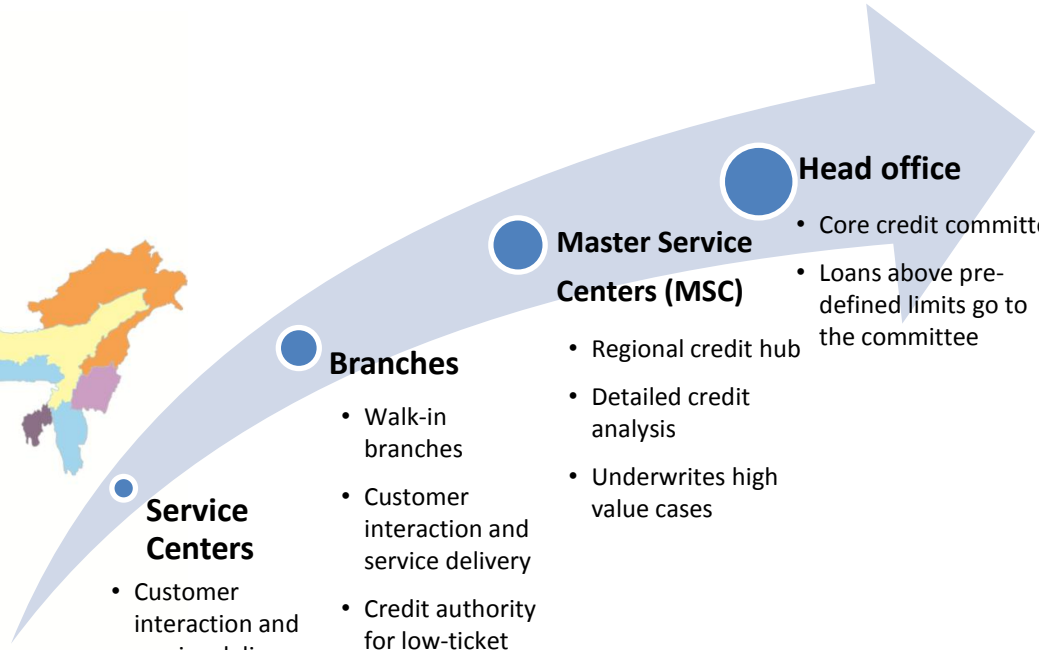 Service
Centers
• Customer
interaction and
Branches
• Walk-in
branches
• Customer
interaction and
service delivery
• Credit authority
for low-ticket
Master Service
Centers (MSC)
• Regional credit hub
• Detailed credit
analysis
• Underwrites high
value cases
Head office
• Core credit
• Loans above pre-
defined limits go to
the committee